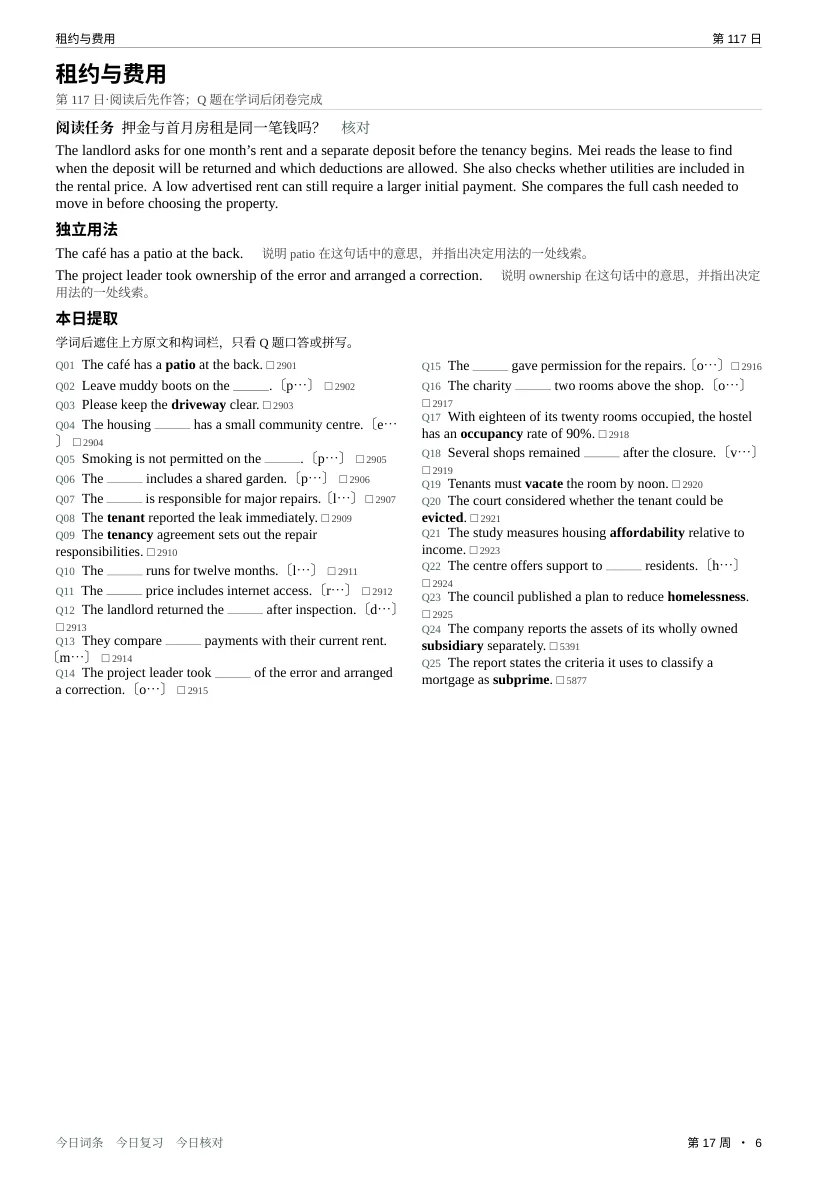 租约与费用 第 117 日
租约与费用
第 117 日·阅读后先作答；Q 题在学词后闭卷完成
阅读任务 押金与首月房租是同一笔钱吗？ 核对
The landlord asks for one month’s rent and a separate deposit before the tenancy begins. Mei reads the lease to find
when the deposit will be returned and which deductions are allowed. She also checks whether utilities are included in
the rental price. A low advertised rent can still require a larger initial payment. She compares the full cash needed to
move in before choosing the property.
独立用法
The café has a patio at the back. 说明 patio 在这句话中的意思，并指出决定用法的一处线索。
The project leader took ownership of the error and arranged a correction. 说明 ownership 在这句话中的意思，并指出决定
用法的一处线索。
本日提取
学词后遮住上方原文和构词栏，只看 Q 题口答或拼写。
Q01 The café has a patio at the back. □ 2901
Q02 Leave muddy boots on the _____.〔p···〕 □ 2902
Q03 Please keep the driveway clear. □ 2903
Q04 The housing _____ has a small community centre.〔e···
〕 □ 2904
Q05 Smoking is not permitted on the _____.〔p···〕 □ 2905
Q06 The _____ includes a shared garden.〔p···〕 □ 2906
Q07 The _____ is responsible for major repairs.〔l···〕 □ 2907
Q08 The tenant reported the leak immediately. □ 2909
Q09 The tenancy agreement sets out the repair
responsibilities. □ 2910
Q10 The _____ runs for twelve months.〔l···〕 □ 2911
Q11 The _____ price includes internet access.〔r···〕 □ 2912
Q12 The landlord returned the _____ after inspection.〔d···〕
□ 2913
Q13 They compare _____ payments with their current rent.
〔m···〕 □ 2914
Q14 The project leader took _____ of the error and arranged
a correction.〔o···〕 □ 2915
Q15 The _____ gave permission for the repairs.〔o···〕 □ 2916
Q16 The charity _____ two rooms above the shop.〔o···〕
□ 2917
Q17 With eighteen of its twenty rooms occupied, the hostel
has an occupancy rate of 90%. □ 2918
Q18 Several shops remained _____ after the closure.〔v···〕
□ 2919
Q19 Tenants must vacate the room by noon. □ 2920
Q20 The court considered whether the tenant could be
evicted. □ 2921
Q21 The study measures housing affordability relative to
income. □ 2923
Q22 The centre offers support to _____ residents.〔h···〕
□ 2924
Q23 The council published a plan to reduce homelessness.
□ 2925
Q24 The company reports the assets of its wholly owned
subsidiary separately. □ 5391
Q25 The report states the criteria it uses to classify a
mortgage as subprime. □ 5877
今日词条 今日复习 今日核对 第 17 周 · 6